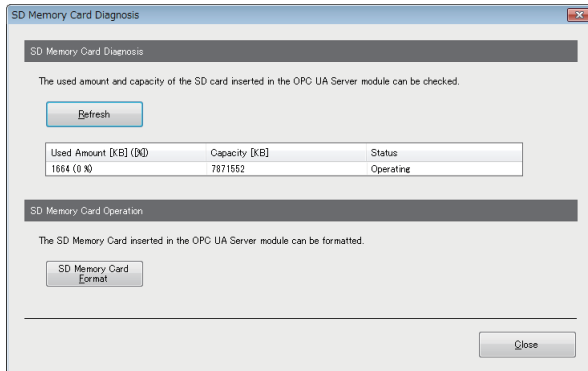 SD Memory Card Diagnosis
SD Memory Card Diagnosis
The used amount and capacity of the SD card inserted in the OPC UA Server module can be checked.
Refresh
Used Amount [KB] ([%]) Capacity [KB] Status
1664 (0 %) 7871552 Operating
SD Memory Card Operation
The SD Memory Card inserted in the OPC UA Server module can be formatted.
SD Memory Card
Format
Close